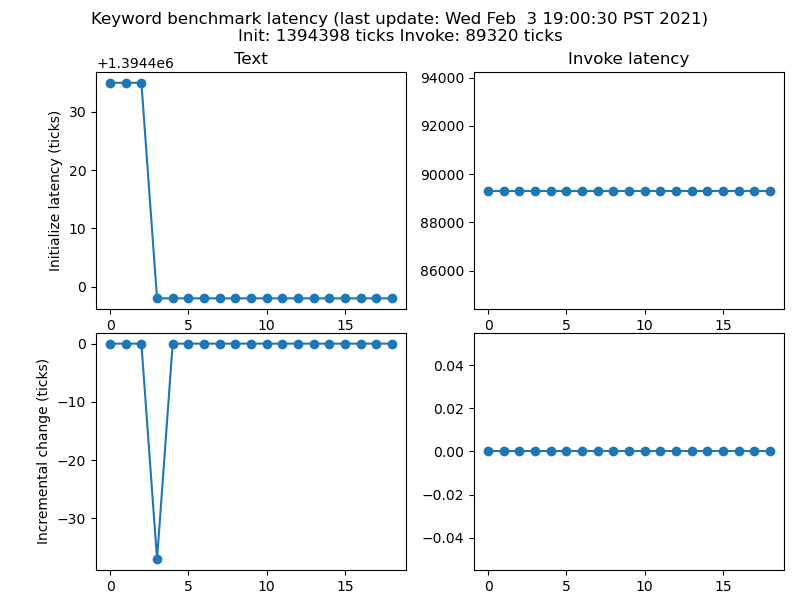 Keyword benchmark latency (last update: Wed Feb  3 19:00:30 PST 2021)
Init: 1394398 ticks Invoke: 89320 ticks
Text
+1.3944e6
Initialize latency (ticks)
30
20
10
0
0 5 10 15
Invoke latency
94000
92000
90000
88000
86000
0 5 10 15
Incremental change (ticks)
0
−10
−20
−30
0 5 10 15
0.04
0.02
0.00
−0.02
−0.04
0 5 10 15